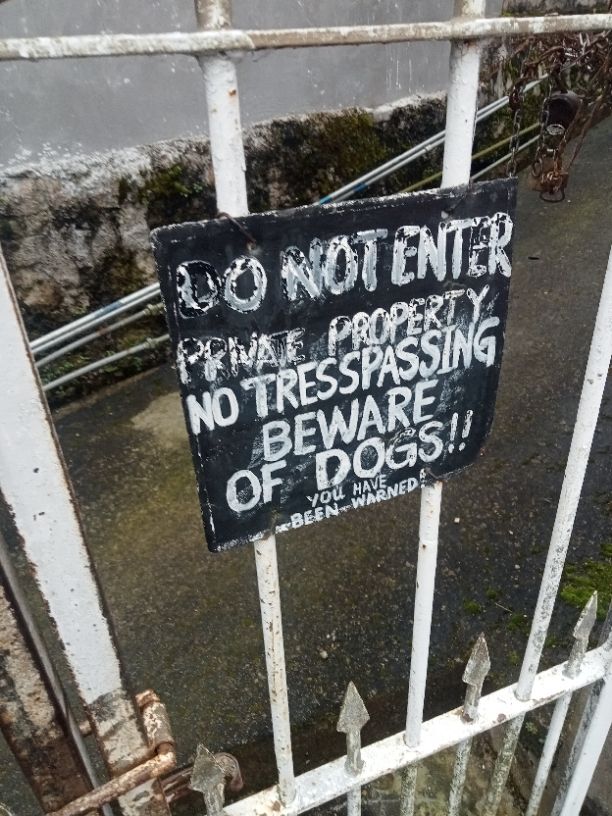 DO NOT ENTER
PRIVATE PROPERTY
NO TRESSPASSING
BEWARE
OF DOGS!!
YOU HAVE
BEEN WARNED!